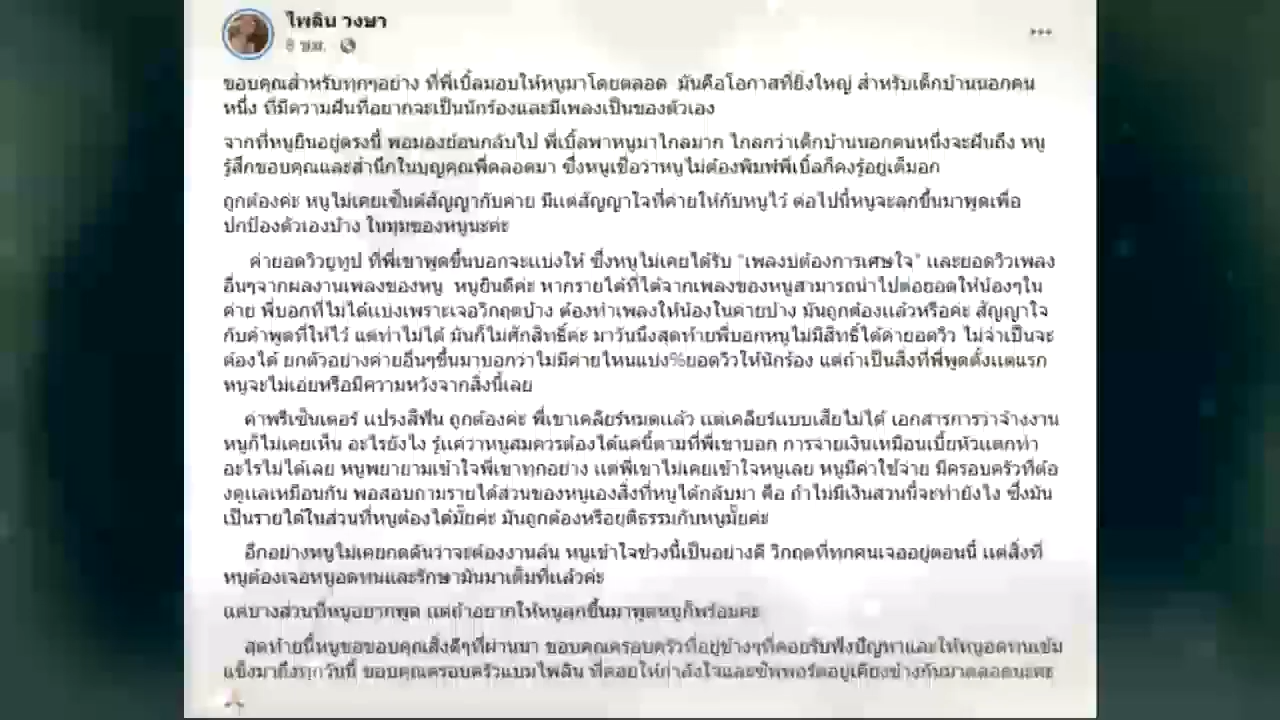 ไพลิน วงษา
8 ชม.
ขอบคุณสำหรับทุกๆอย่าง ที่พี่เบิ้ลมอบให้หนูมาโดยตลอด มันคือโอกาสที่ยิ่งใหญ่ สำหรับเด็กบ้านนอกคน
หนึ่ง ที่มีความฝันที่อยากจะเป็นนักร้องและมีเพลงเป็นของตัวเอง
จากที่หนูยืนอยู่ตรงนี้ พอมองย้อนกลับไป พี่เบิ้ลพาหนูมาไกลมาก ไกลกว่าเด็กบ้านนอกคนหนึ่งจะฝันถึง หนู
รู้สึกขอบคุณและสำนึกในบุญคุณพี่ตลอดมา ซึ่งหนูเชื่อว่าหนูไม่ต้องพิมพ์พี่เบิ้ลก็คงรู้อยู่เต็มอก
ถูกต้องค่ะ หนูไม่เคยเซ็นต์สัญญากับค่าย มีแต่สัญญาใจที่ค่ายให้กับหนูไว้ ต่อไปนี้หนูจะลุกขึ้นมาพูดเพื่อ
ปกป้องตัวเองบ้าง ในมุมของหนูนะค่ะ
ค่ายอดวิวยูทูป ที่พี่เขาพูดขึ้นบอกจะแบ่งให้ ซึ่งหนูไม่เคยได้รับ "เพลงบ่ต้องการเศษใจ" และยอดวิวเพลง
อื่นๆจากผลงานเพลงของหนู หนูยินดีค่ะ หากรายได้ที่ได้จากเพลงของหนูสามารถนำไปต่อยอดให้น้องๆใน
ค่าย พี่บอกที่ไม่ได้แบ่งเพราะเจอวิกฤตบ้าง ต้องทำเพลงให้น้องในค่ายบ้าง มันถูกต้องแล้วหรือค่ะ สัญญาใจ
กับคำพูดที่ให้ไว้ แต่ทำไม่ได้ มันก็ไม่ศักสิทธิ์ค่ะ มาวันนึงสุดท้ายพี่บอกหนูไม่มีสิทธิ์ได้ค่ายอดวิว ไม่จำเป็นจะ
ต้องได้ ยกตัวอย่างค่ายอื่นๆขึ้นมาบอกว่าไม่มีค่ายไหนแบ่ง%ยอดวิวให้นักร้อง แต่ถ้าเป็นสิ่งที่พี่พูดตั้งแตแรก
หนูจะไม่เอ่ยหรือมีความหวังจากสิ่งนี้เลย
ค่าพรีเซ็นเตอร์ แปรงสีฟัน ถูกต้องค่ะ พี่เขาเคลียร์หมดแล้ว แต่เคลียร์แบบเสียไม่ได้ เอกสารการว่าจ้างงาน
หนูก็ไม่เคยเห็น อะไรยังไง รู้แค่ว่าหนูสมควรต้องได้แค่นี้ตามที่พี่เขาบอก การจ่ายเงินเหมือนเบี้ยหัวแตกทำ
อะไรไม่ได้เลย หนูพยายามเข้าใจพี่เขาทุกอย่าง แต่พี่เขาไม่เคยเข้าใจหนูเลย หนูมีค่าใช้จ่าย มีครอบครัวที่ต้อ
งดูแลเหมือนกัน พอสอบถามรายได้ส่วนของหนูเองสิ่งที่หนูได้กลับมา คือ ถ้าไม่มีเงินส่วนนี้จะทำยังไง ซึ่งมัน
เป็นรายได้ในส่วนที่หนูต้องได้มั้ยค่ะ มันถูกต้องหรือยุติธรรมกับหนูมั้ยค่ะ
อีกอย่างหนูไม่เคยกดดันว่าจะต้องงานล้น หนูเข้าใจช่วงนี้เป็นอย่างดี วิกฤตที่ทุกคนเจออยู่ตอนนี้ แต่สิ่งที่
หนูต้องเจอหนูอดทนและรักษามันมาเต็มที่แล้วค่ะ
แค่บางส่วนที่หนูอยากพูด แต่ถ้าอยากให้หนูลุกขึ้นมาพูดหนูก็พร้อมค่ะ
สุดท้ายนี้หนูขอขอบคุณสิ่งดีๆที่ผ่านมา ขอบคุณครอบครัวที่อยู่ข้างๆที่คอยรับฟังปัญหาและให้หนูอดทนเข้ม
แข็งมาถึงทุกวันนี้ ขอบคุณครอบครัวแบมไพลิน ที่คอยให้กำลังใจและซัพพอร์ตอยู่เคียงข้างกันมาตลอดนะคะ